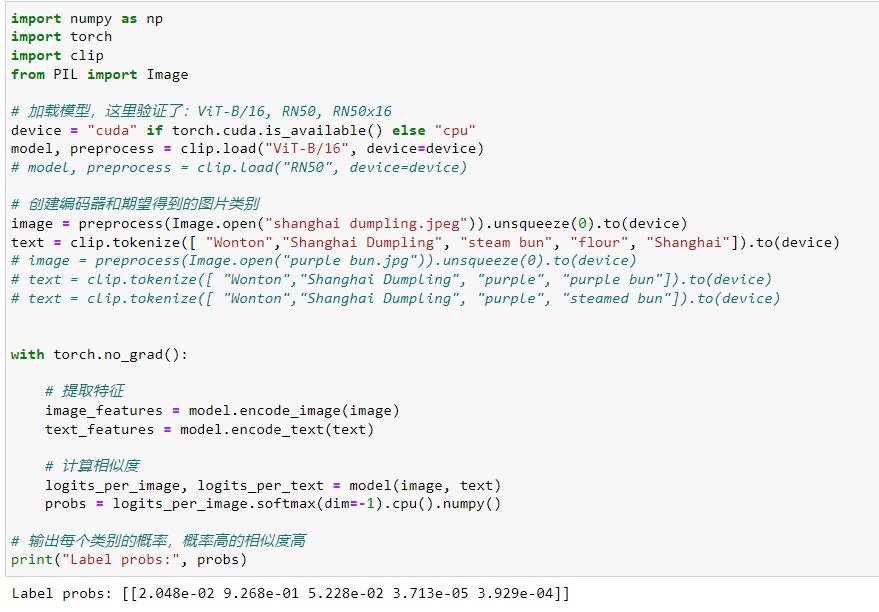 import numpy as np
import torch
import clip
from PIL import Image
# 加载模型，这里验证了：ViT-B/16, RN50, RN50x16
device = "cuda" if torch.cuda.is_available() else "cpu"
model, preprocess = clip.load("ViT-B/16", device=device)
# model, preprocess = clip.load("RN50", device=device)
# 创建编码器和期望得到的图片类别
image = preprocess(Image.open("shanghai dumpling.jpeg")).unsqueeze(0).to(device)
text = clip.tokenize([ "Wonton","Shanghai Dumpling", "steam bun", "flour", "Shanghai"]).to(device)
# image = preprocess(Image.open("purple bun.jpg")).unsqueeze(0).to(device)
# text = clip.tokenize([ "Wonton","Shanghai Dumpling", "purple", "purple bun"]).to(device)
# text = clip.tokenize([ "Wonton","Shanghai Dumpling", "purple", "steamed bun"]).to(device)
with torch.no_grad():
# 提取特征
image_features = model.encode_image(image)
text_features = model.encode_text(text)
# 计算相似度
logits_per_image, logits_per_text = model(image, text)
probs = logits_per_image.softmax(dim=-1).cpu().numpy()
# 输出每个类别的概率，概率高的相似度高
print("Label probs:", probs)
Label probs: [[2.048e-02 9.268e-01 5.228e-02 3.713e-05 3.929e-04]]